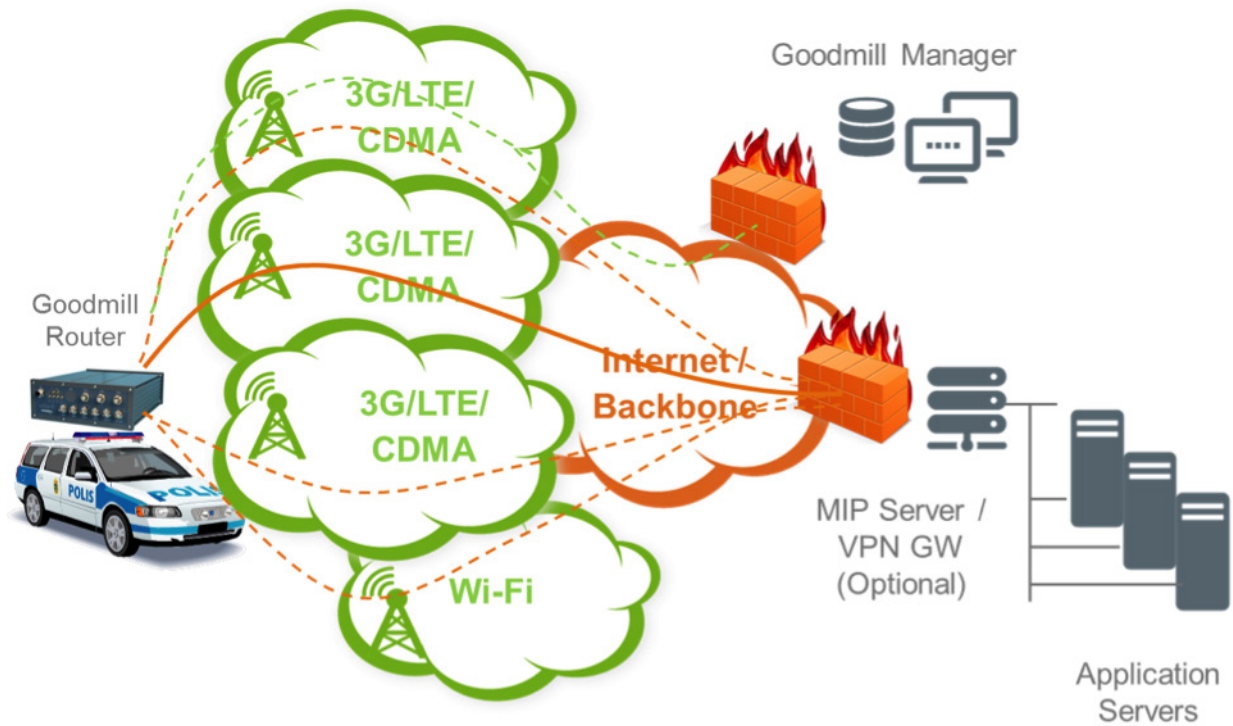 Goodmill Manager
3G/LTE/
CDMA
3G/LTE/
CDMA
Goodmill
Router
Internet /
Backbone
3G/LTE/
CDMA
POLIS
POLIS
MIP Server /
VPN GW
(Optional)
Wi-Fi
Application
Servers